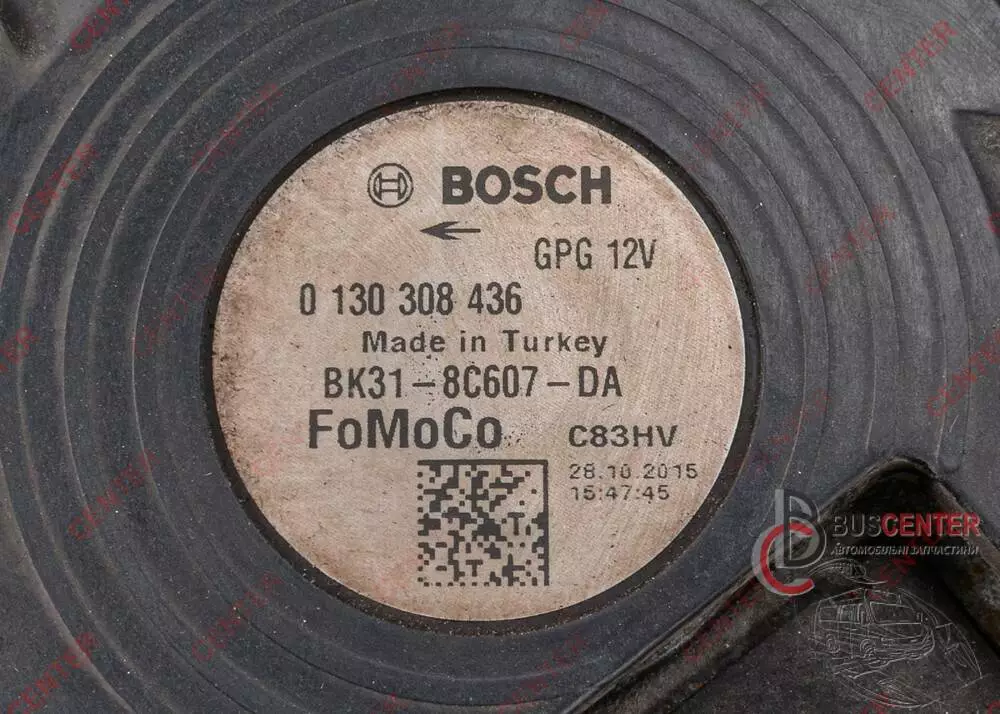 BOSCH
GPG 12V
0 130 308 436
Made in Turkey
BK31-8C607-DA
FoMoCo C83HV
28.10.2015
15:47:45
T
T
BUSCENTER
АВТОМОБІЛЬНІ ЗАПЧАСТИНИ